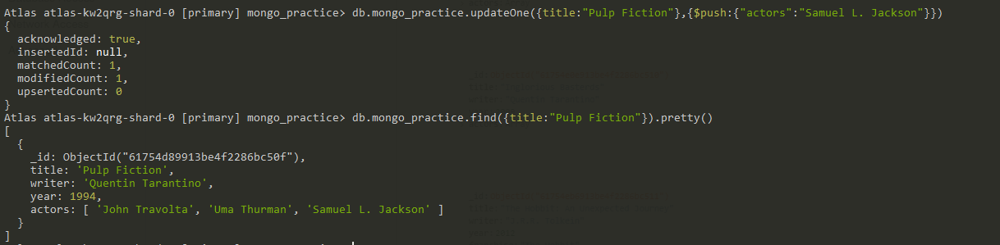 Atlas atlas-kw2qrg-shard-0 [primary] mongo_practice> db.mongo_practice.updateOne({title:"Pulp Fiction"},{$push:{"actors":"Samuel L. Jackson"}})
{
  acknowledged: true,
  insertedId: null,
  matchedCount: 1,
  modifiedCount: 1,
  upsertedCount: 0
}
Atlas atlas-kw2qrg-shard-0 [primary] mongo_practice> db.mongo_practice.find({title:"Pulp Fiction"}).pretty()
[
  {
    _id: ObjectId("61754d89913be4f2286bc50f"),
    title: 'Pulp Fiction',
    writer: 'Quentin Tarantino',
    year: 1994,
    actors: [ 'John Travolta', 'Uma Thurman', 'Samuel L. Jackson' ]
  }
]